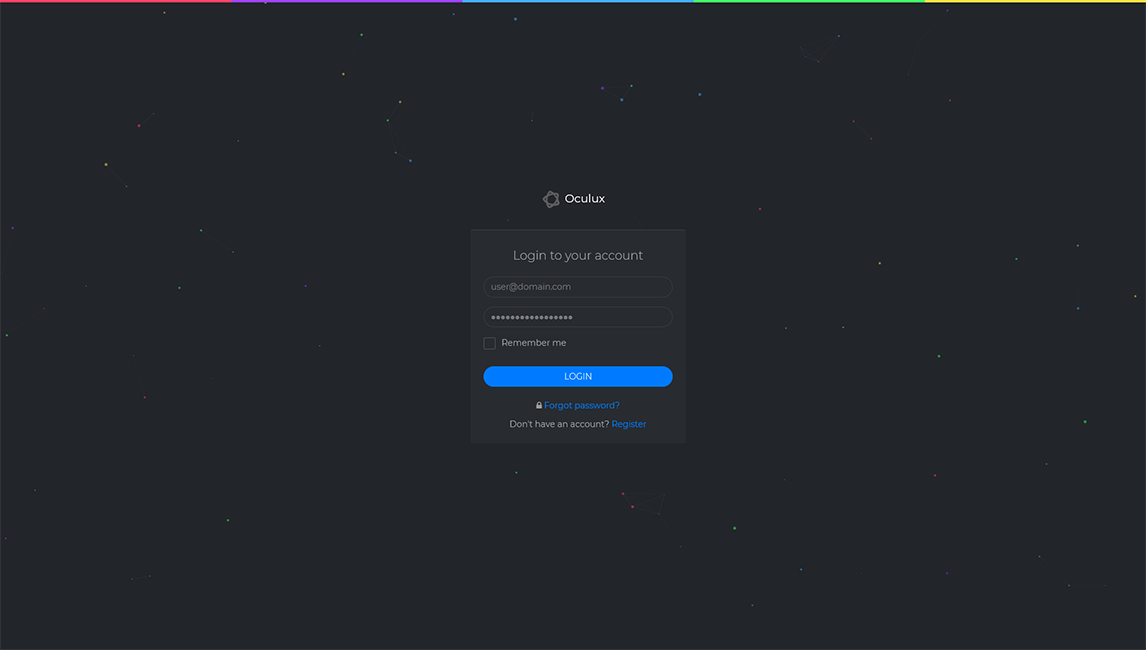 Oculux
Login to your account
user@domain.com
•••••••••••••••••
Remember me
LOGIN
Forgot password?
Don't have an account? Register